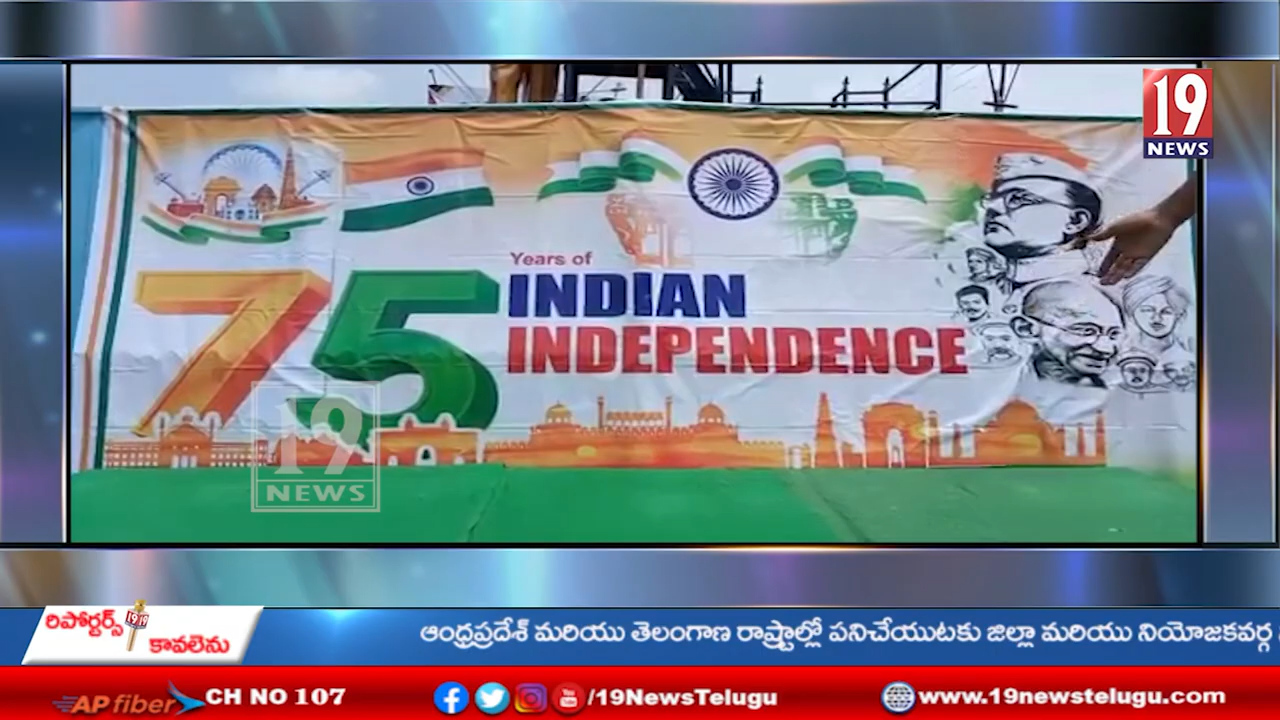 19
NEWS
Years of
75 INDIAN
INDEPENDENCE
19
NEWS
రిపోర్టర్స్ 1919
కావలెను
ఆంధ్రప్రదేశ్ మరియు తెలంగాణ రాష్ట్రాల్లో పనిచేయుటకు జిల్లా మరియు నియోజకవర్గ
AP fiber CH NO 107
/19NewsTelugu
www.19newstelugu.com